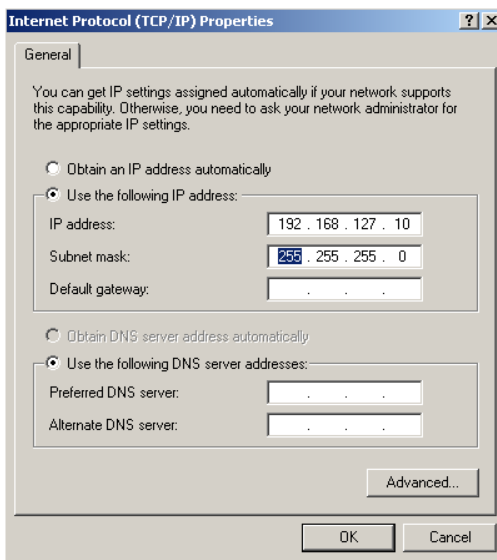 Internet Protocol (TCP/IP) Properties
General
You can get IP settings assigned automatically if your network supports
this capability. Otherwise, you need to ask your network administrator for
the appropriate IP settings.
Obtain an IP address automatically
Use the following IP address:
IP address: 192 . 168 . 127 . 10
Subnet mask: 255 . 255 . 255 . 0
Default gateway: . . .
Obtain DNS server address automatically
Use the following DNS server addresses:
Preferred DNS server: . . .
Alternate DNS server: . . .
Advanced...
OK Cancel